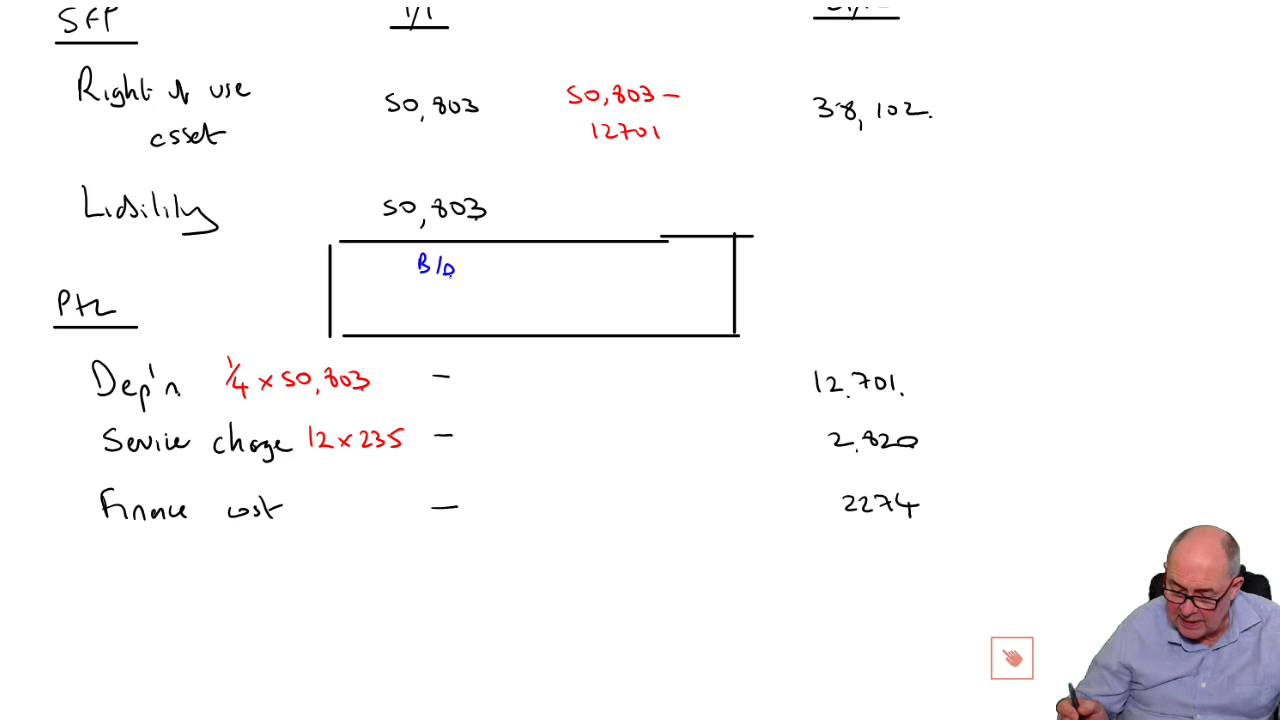 SFP 1/1
Right of use 50,803 50,803 – 38,102.
asset 12701
Liability 50,803
B/D
P+L
Dep'n 1/4 × 50,803 – 12,701.
Service charge 12 × 235 – 2,820
Finance cost – 2274